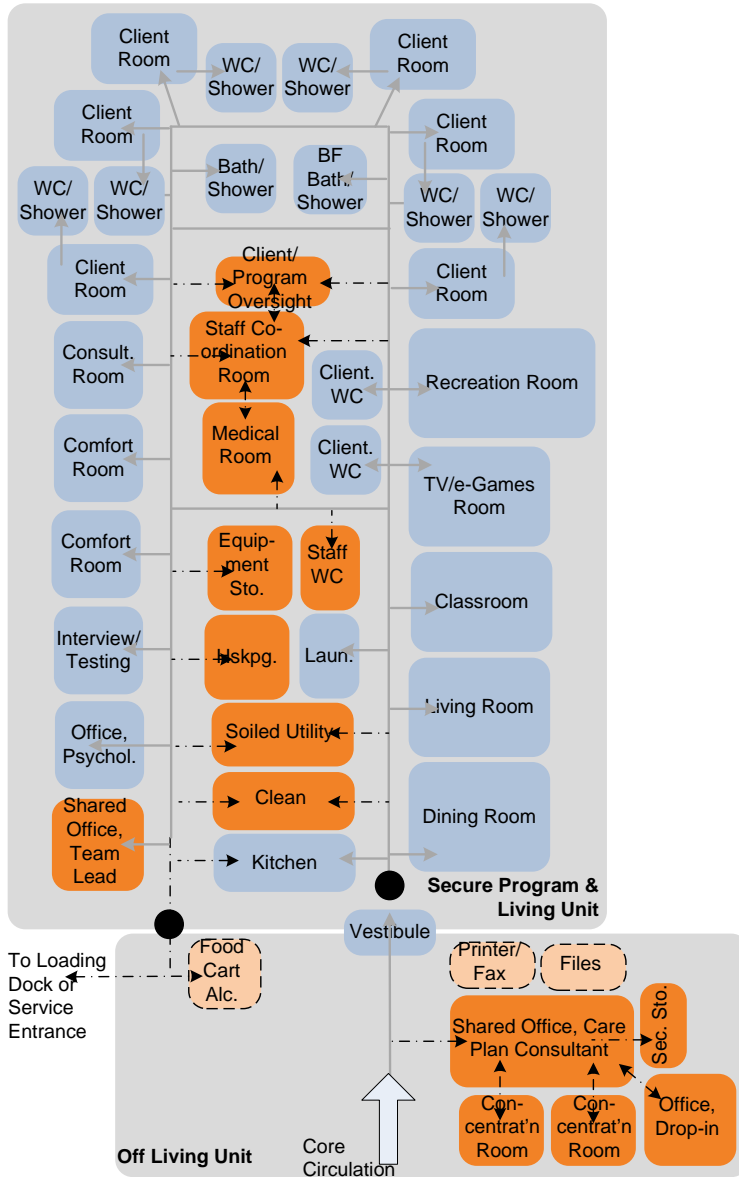 Client
Room
WC/
Shower
WC/
Shower
Client
Room
Client
Room
Bath/
Shower
BF
Bath/
Shower
Client
Room
WC/
Shower
WC/
Shower
WC/
Shower
WC/
Shower
Client
Room
Client/
Program
Oversight
Client
Room
Consult.
Room
Staff Co-
ordination
Room
Client.
WC
Recreation Room
Comfort
Room
Medical
Room
Client.
WC
TV/e-Games
Room
Comfort
Room
Equip-
ment
Sto.
Staff
WC
Classroom
Interview/
Testing
Hskpg.
Laun.
Living Room
Office,
Psychol.
Soiled Utility
Shared
Office,
Team
Lead
Clean
Dining Room
Kitchen
Secure Program &
Living Unit
Vestibule
To Loading
Dock or
Service
Entrance
Food
Cart
Alc.
Printer/
Fax
Files
Shared Office, Care
Plan Consultant
Sec. Sto.
Con-
centrat'n
Room
Con-
centrat'n
Room
Office,
Drop-in
Off Living Unit
Core
Circulation